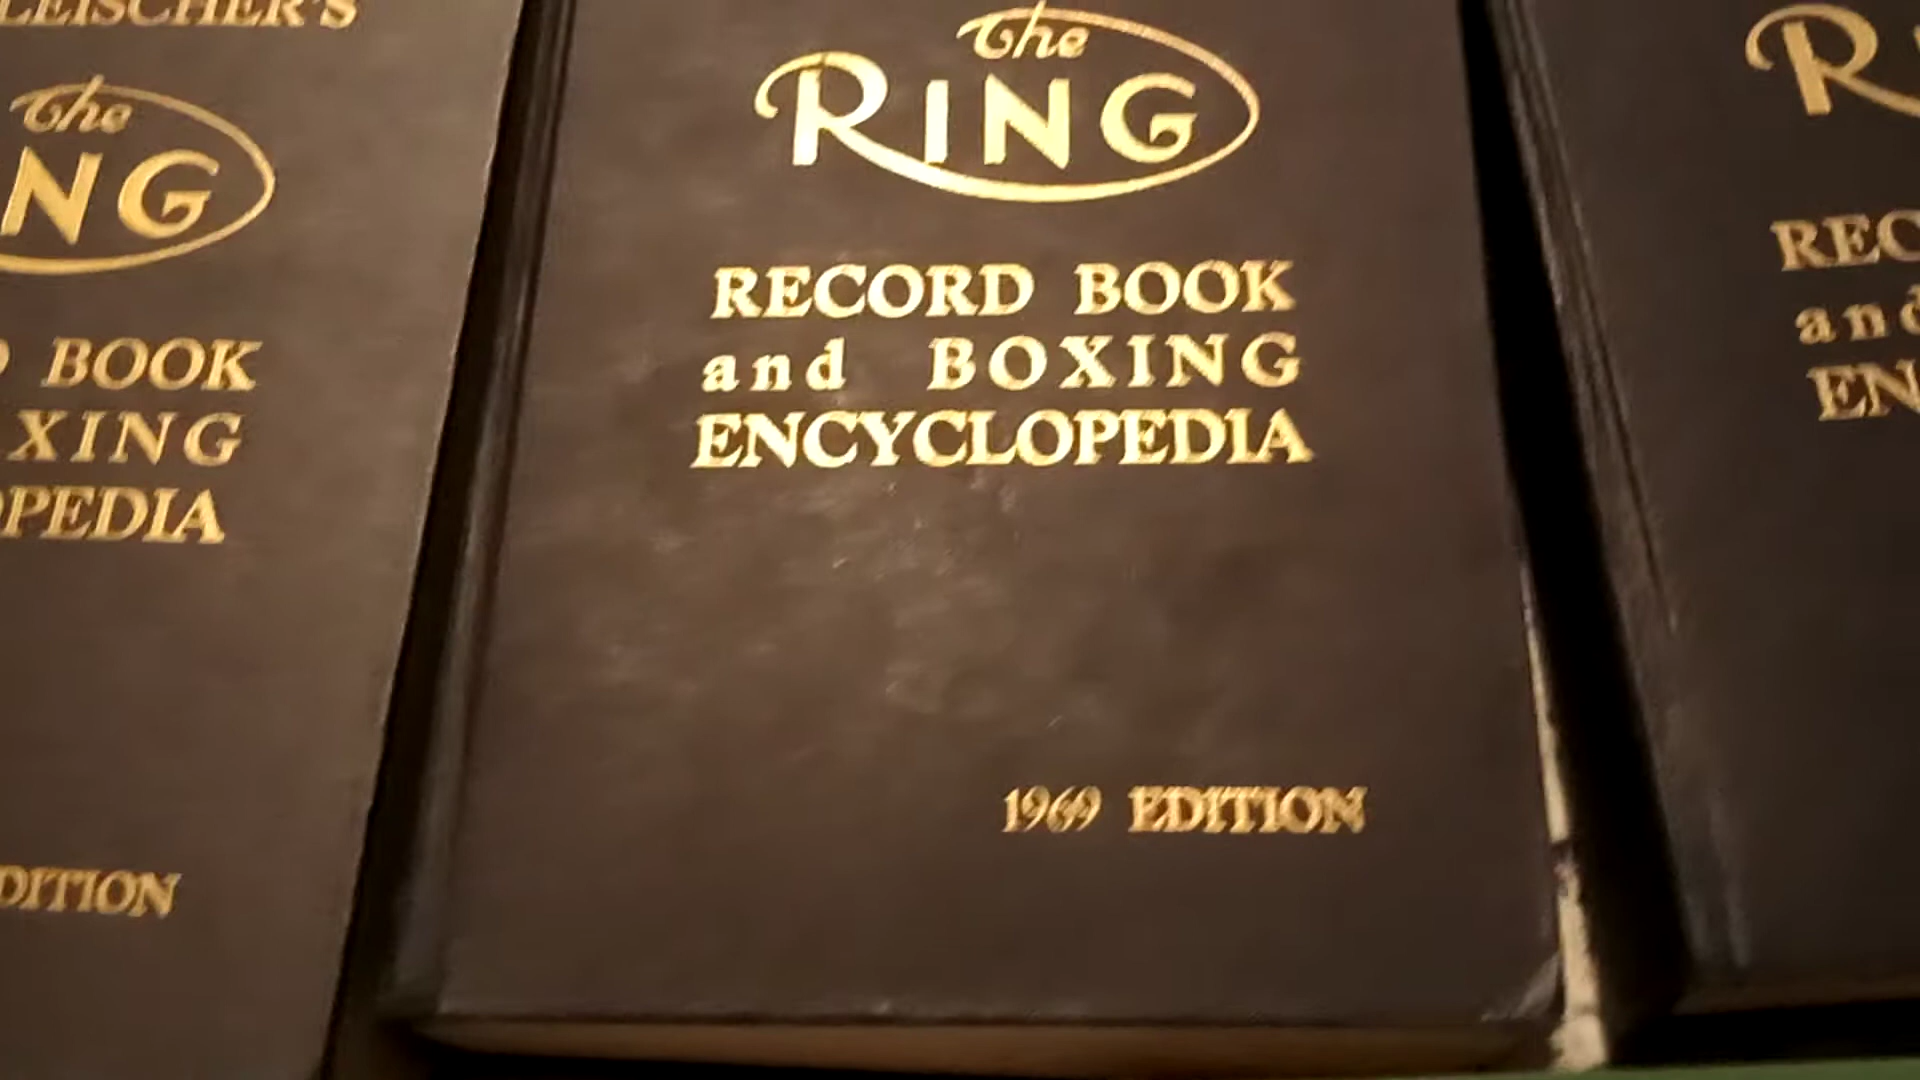 LEISCHER'S
The
NG
BOOK
XING
OPEDIA
DITION
The
RING
RECORD BOOK
and BOXING
ENCYCLOPEDIA
1969 EDITION
R
REC
and
EN